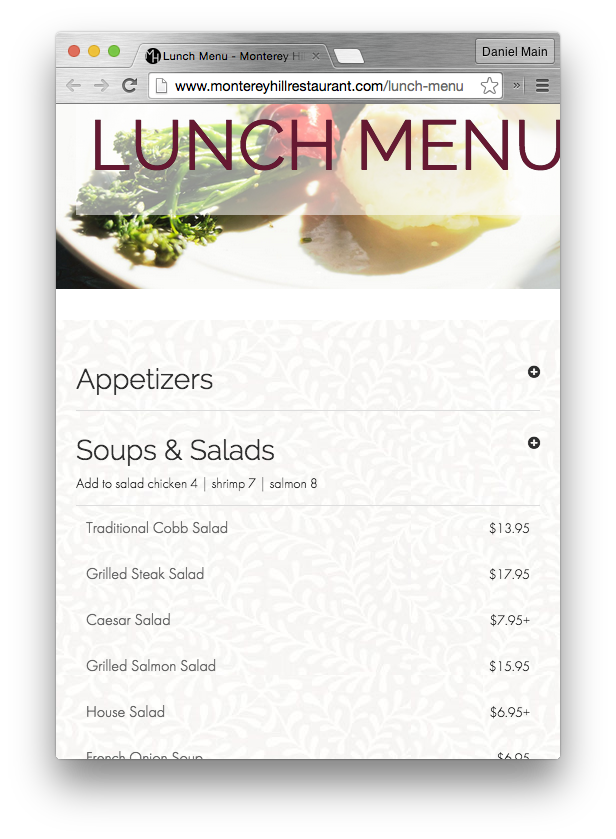 Lunch Menu - Monterey Hi
Daniel Main
www.montereyhillrestaurant.com/lunch-menu
LUNCH MENU
Appetizers
Soups & Salads
Add to salad chicken 4 | shrimp 7 | salmon 8
Traditional Cobb Salad $13.95
Grilled Steak Salad $17.95
Caesar Salad $7.95+
Grilled Salmon Salad $15.95
House Salad $6.95+
French Onion Soup $6.95